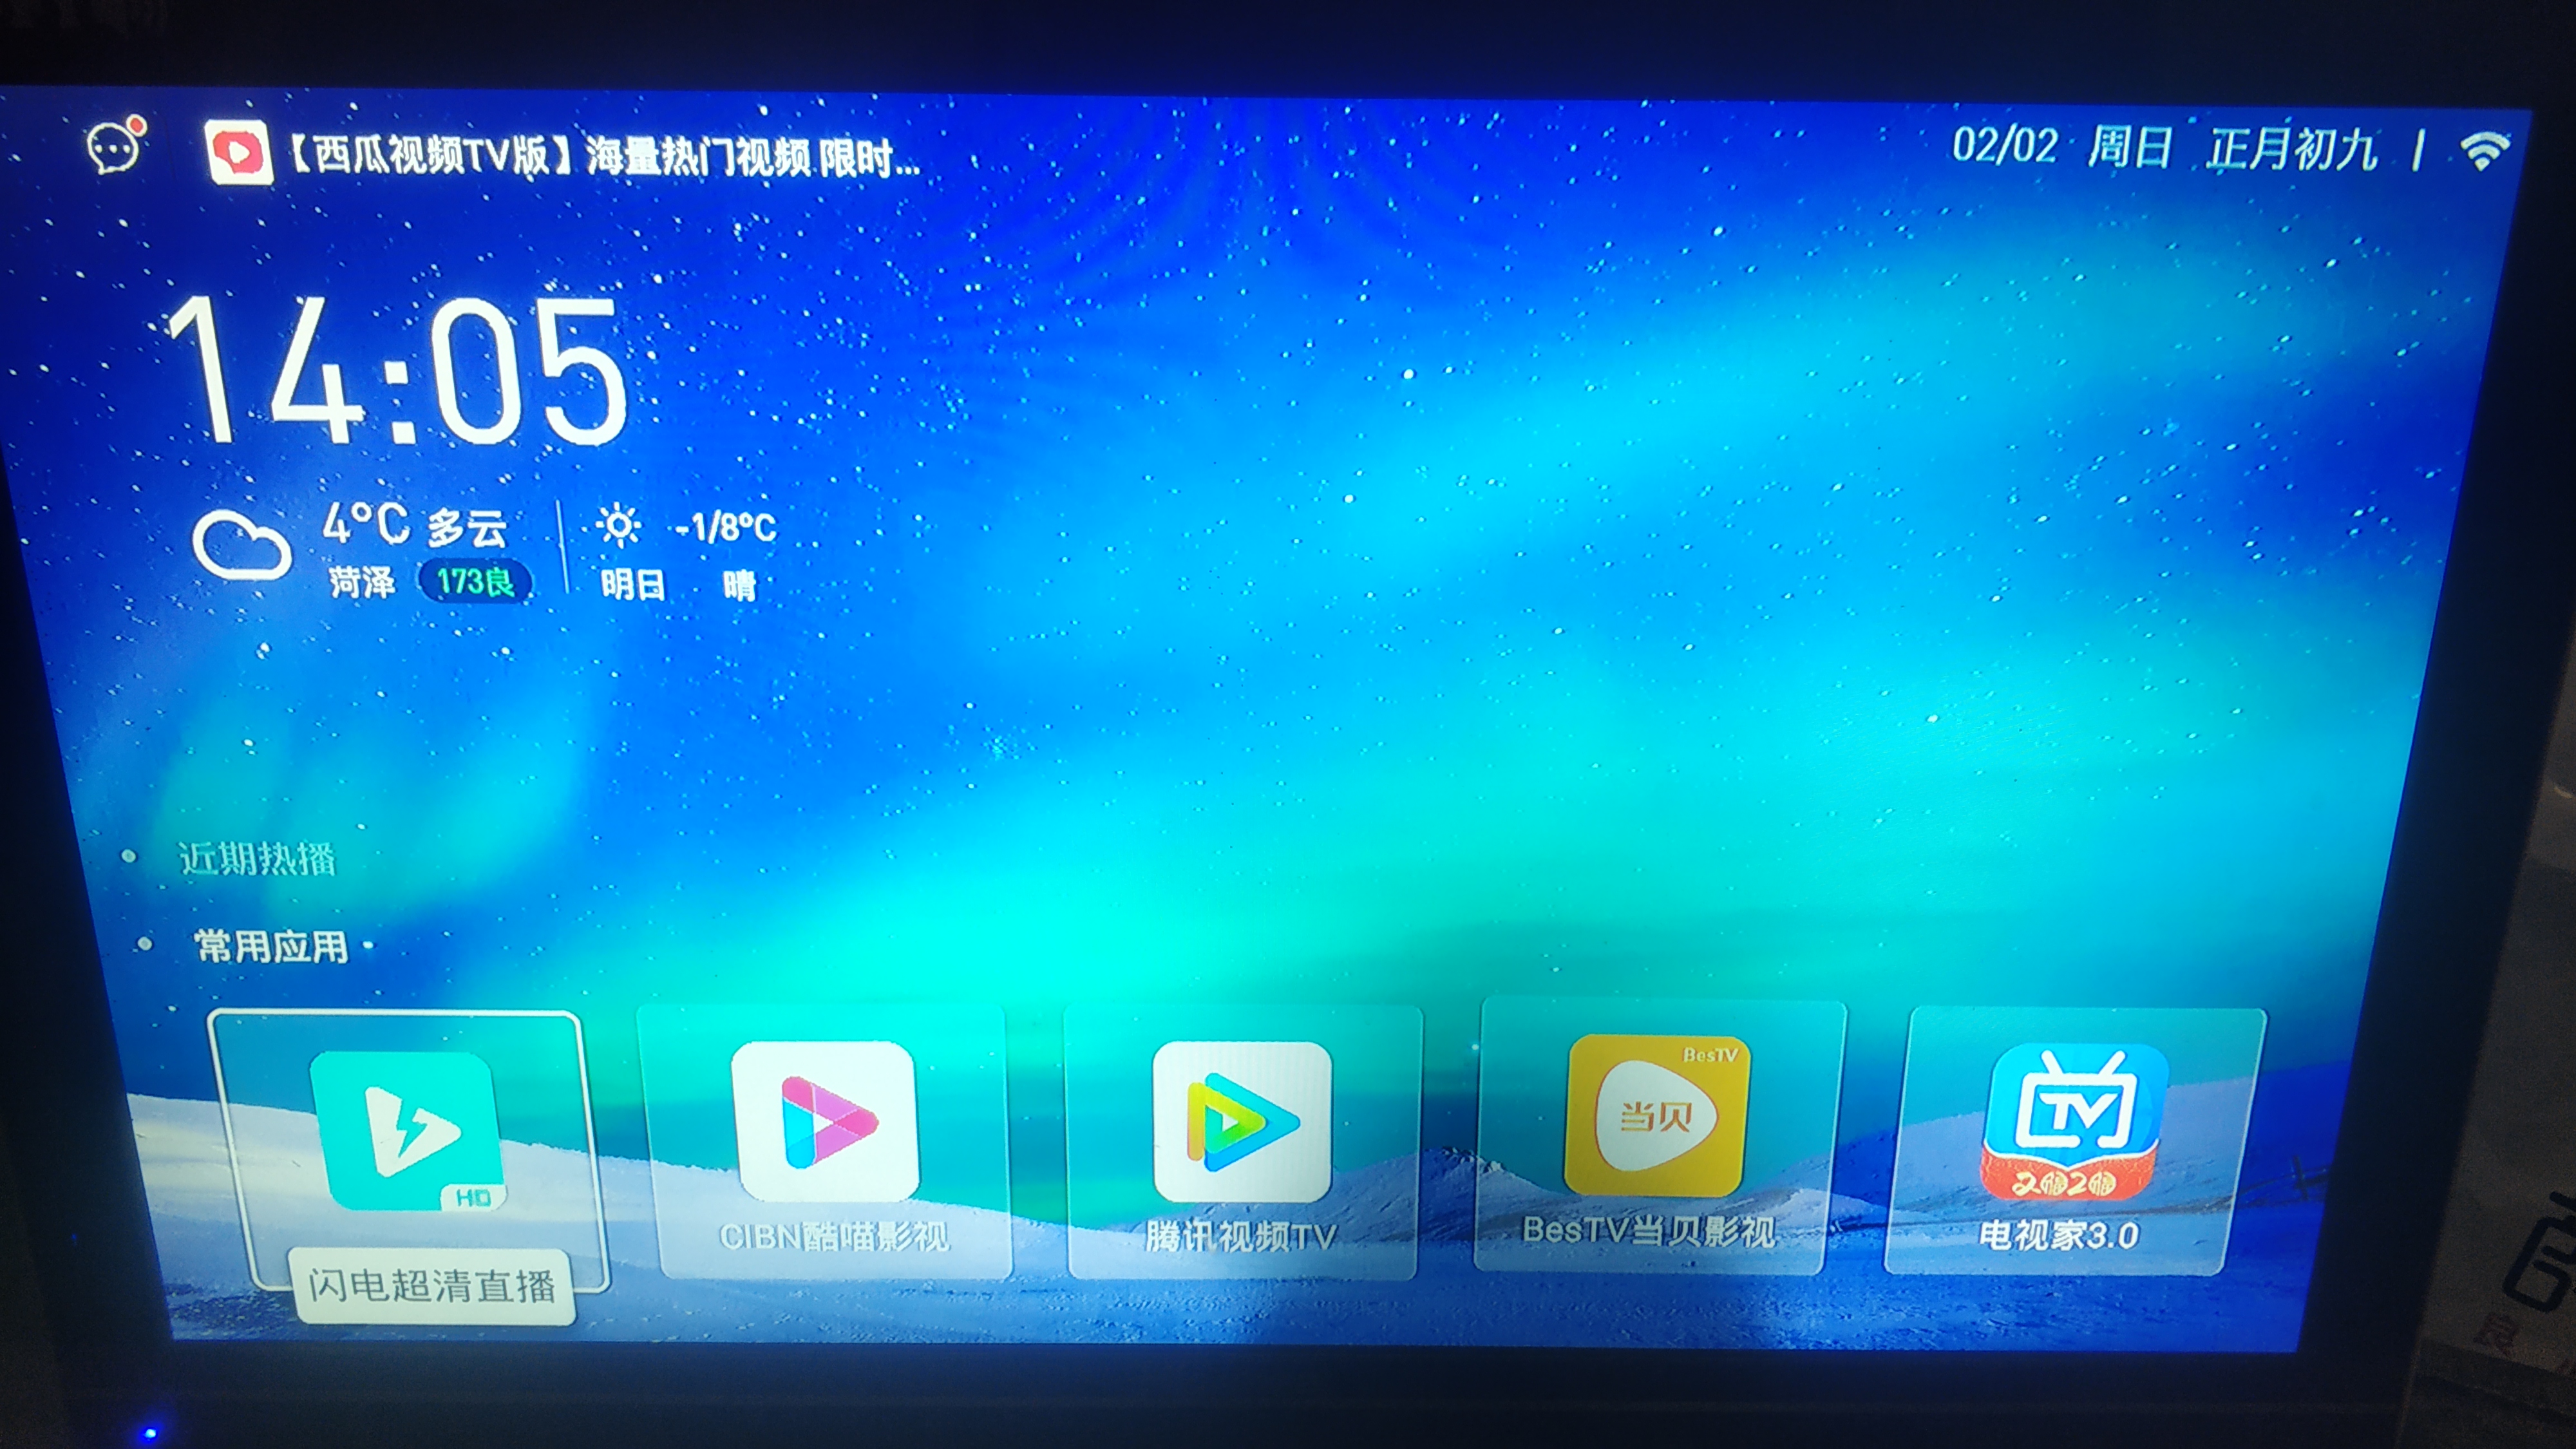 【西瓜视频TV版】海量热门视频 限时...
02/02 周日 正月初九
14:05
4°C 多云
-1/8°C
菏泽 173良
明日 晴
近期热播
常用应用
HD
闪电超清直播
CIBN酷喵影视
腾讯视频TV
BesTV
当贝
BesTV当贝影视
TV
2福2福
电视家3.0